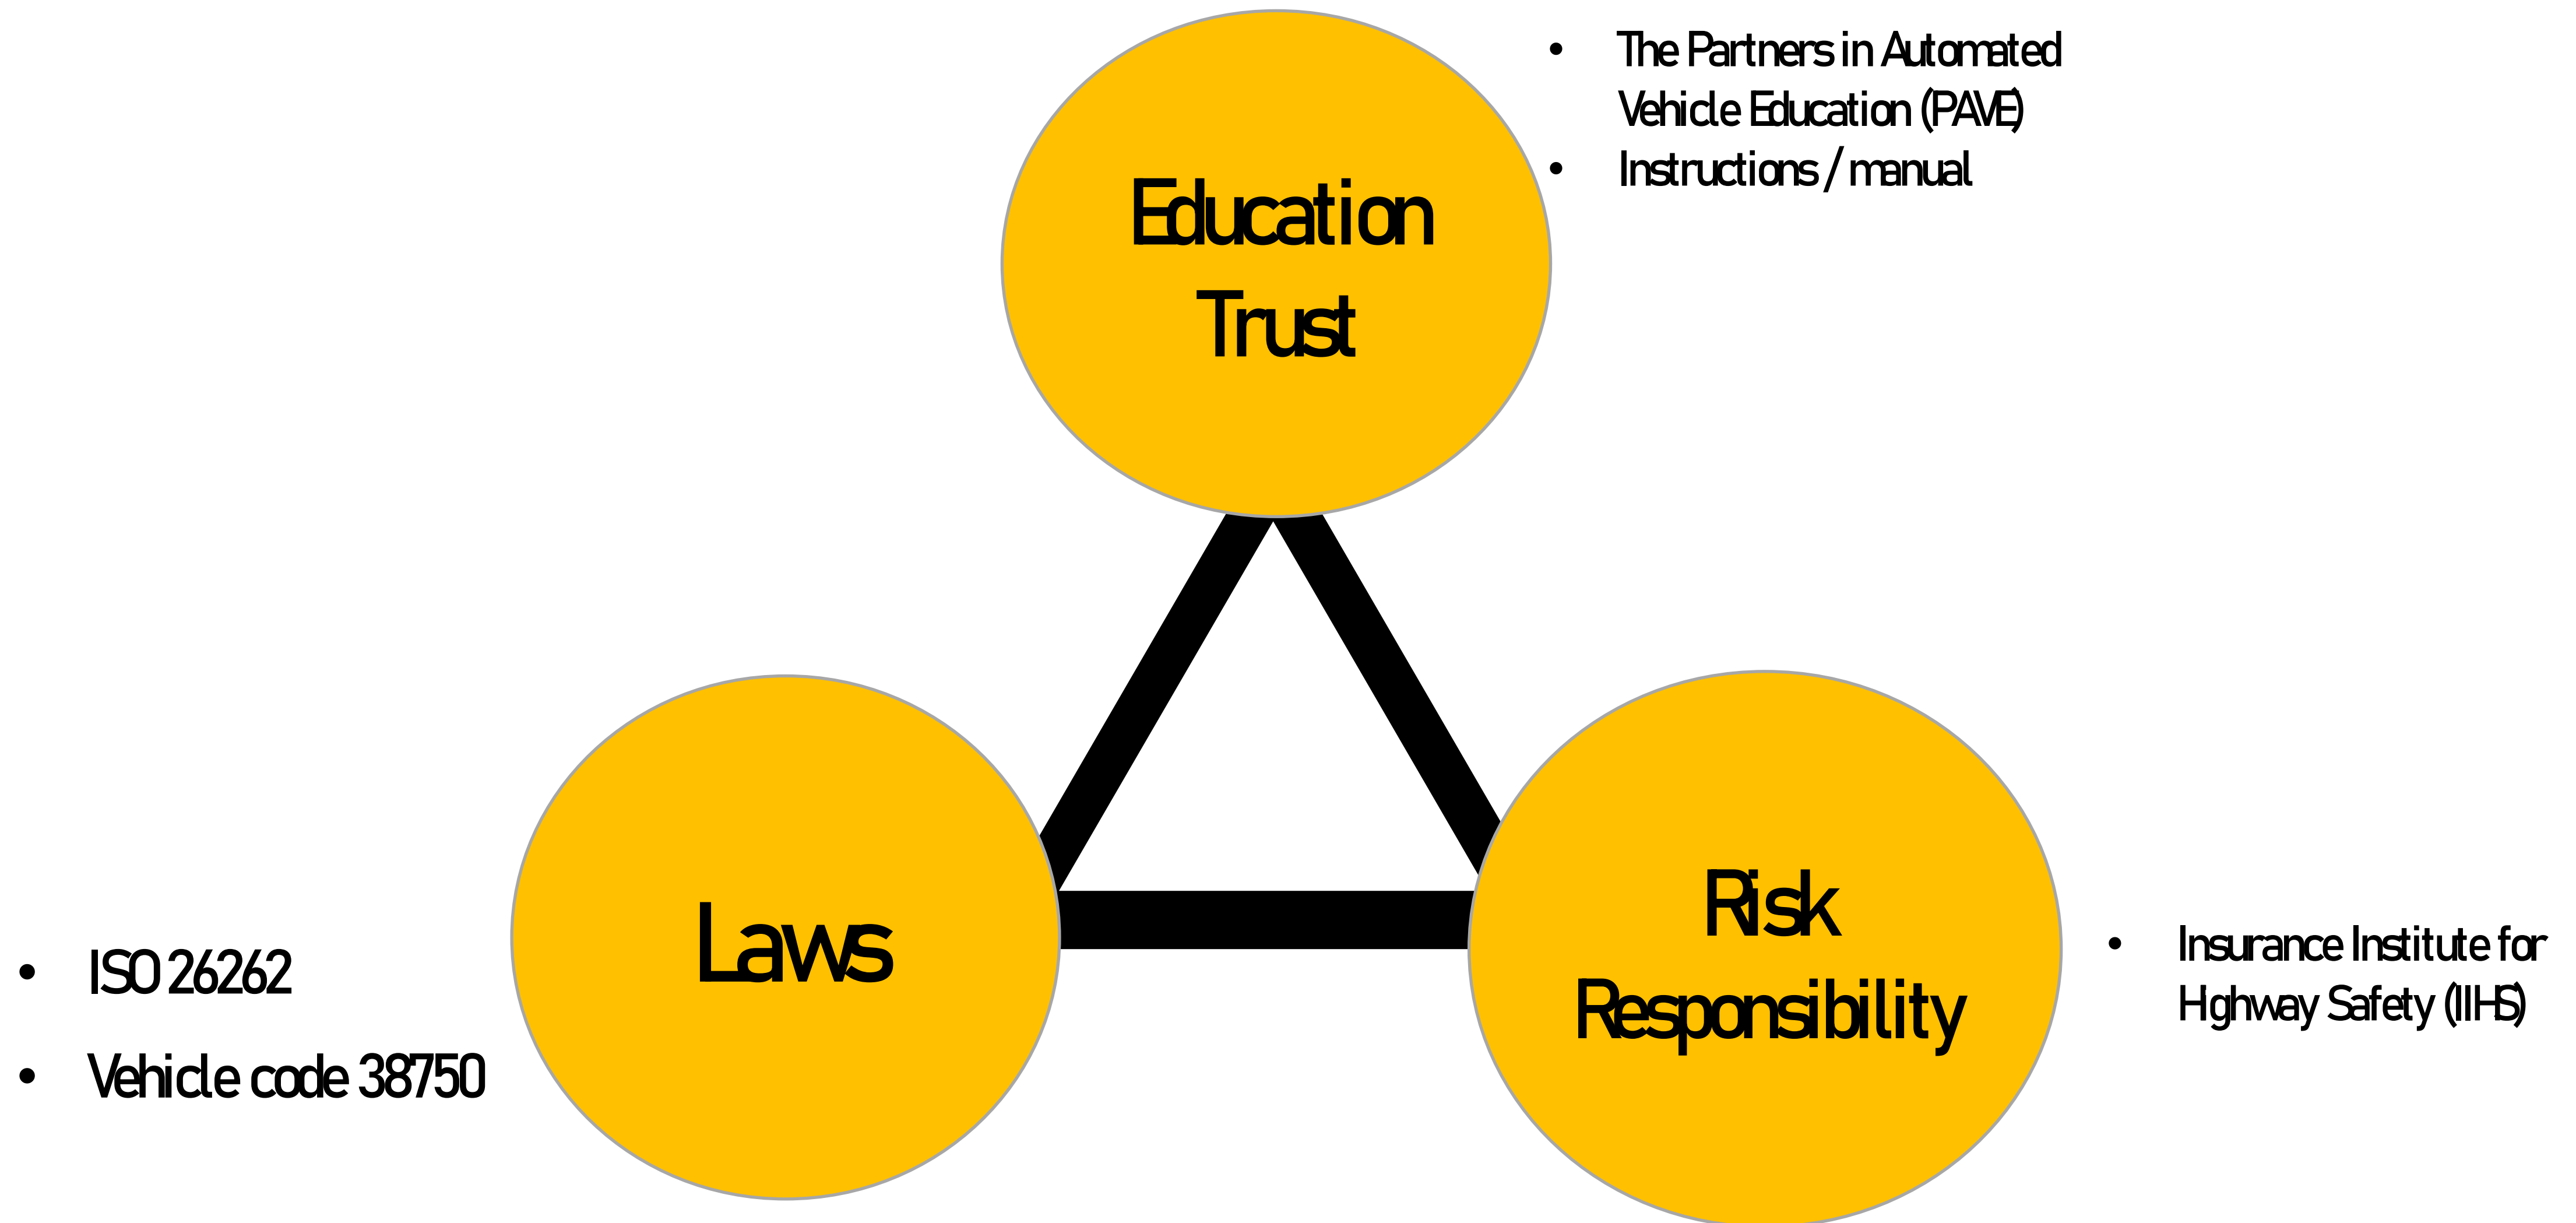 • The Partners in Automated
Vehicle Education (PAVE)
• Instructions / manual
Education
Trust
Laws
• ISO 26262
• Vehicle code 38750
Risk
Responsibility
• Insurance Institute for
Highway Safety (IIHS)